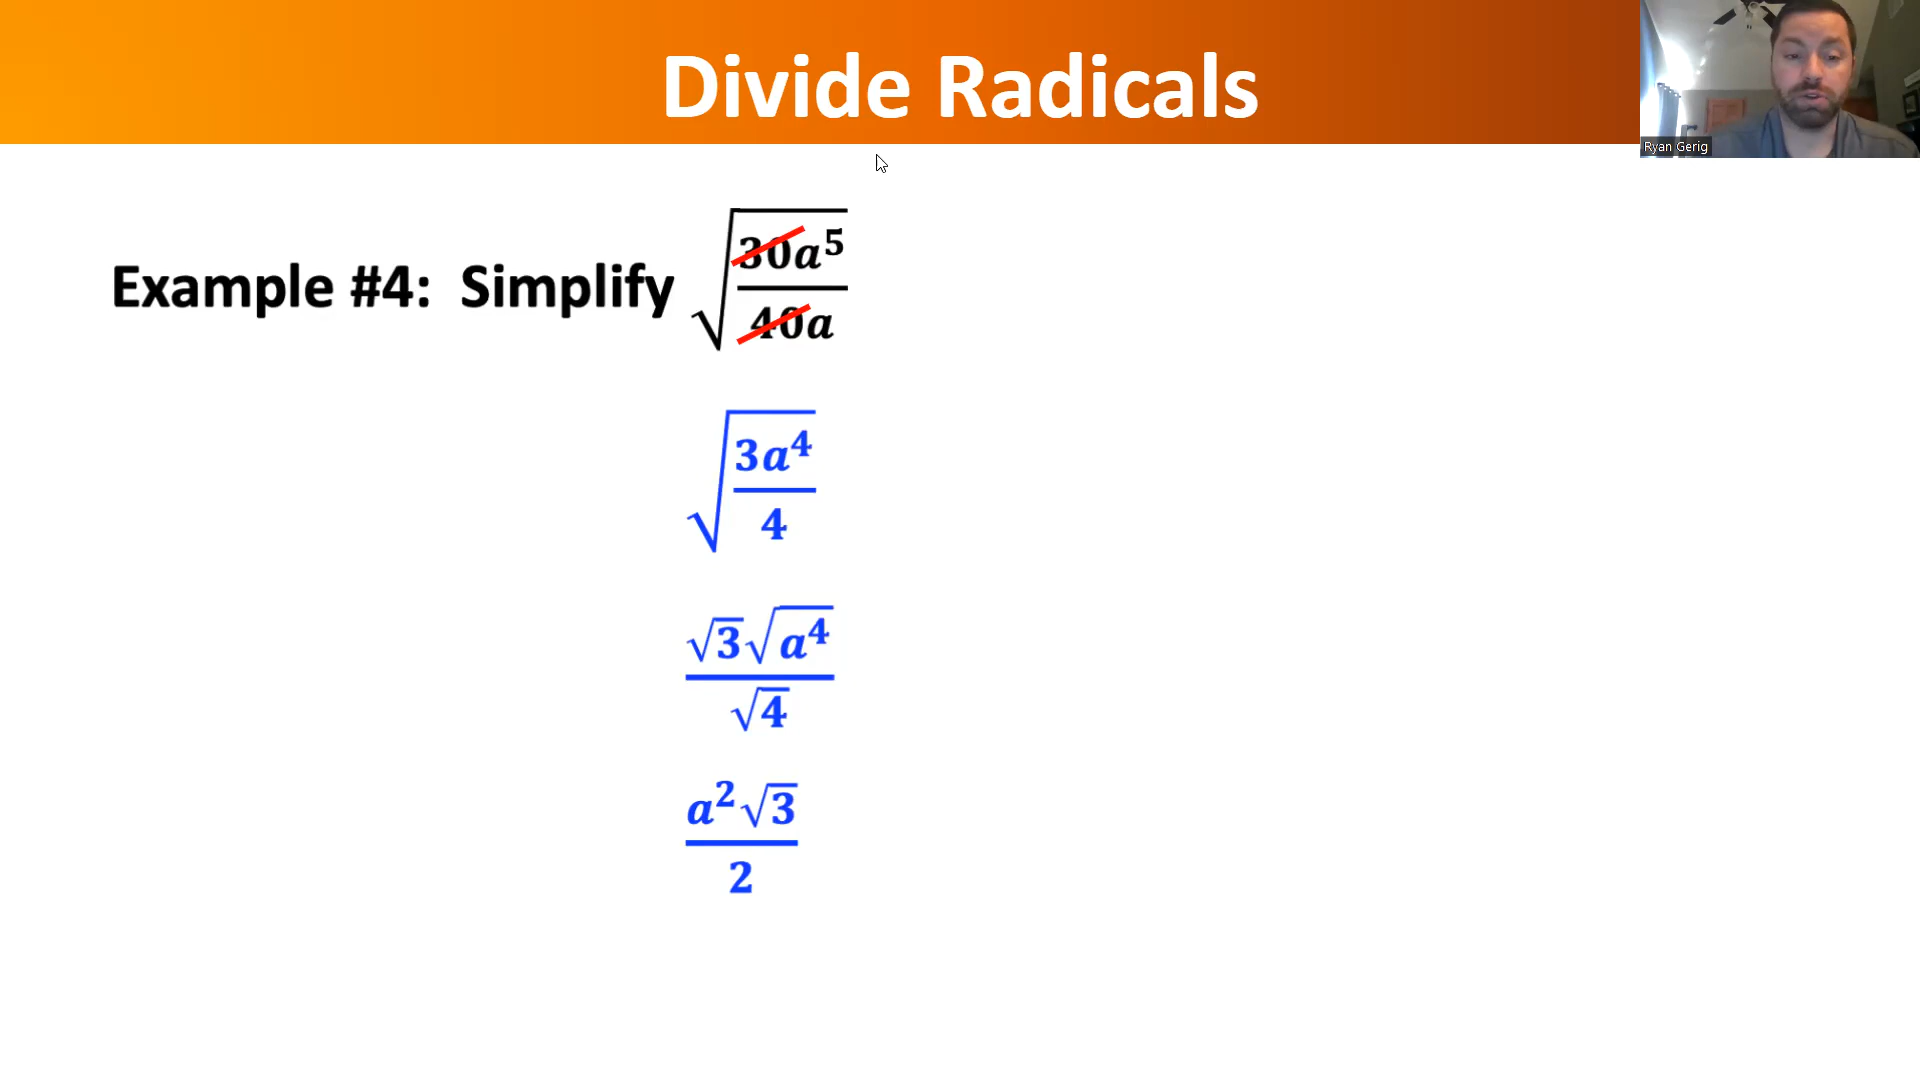 Divide Radicals
Ryan Gerig
Example #4: Simplify √(30a⁵/40a)
√(3a⁴/4)
√3√a⁴/√4
a²√3/2